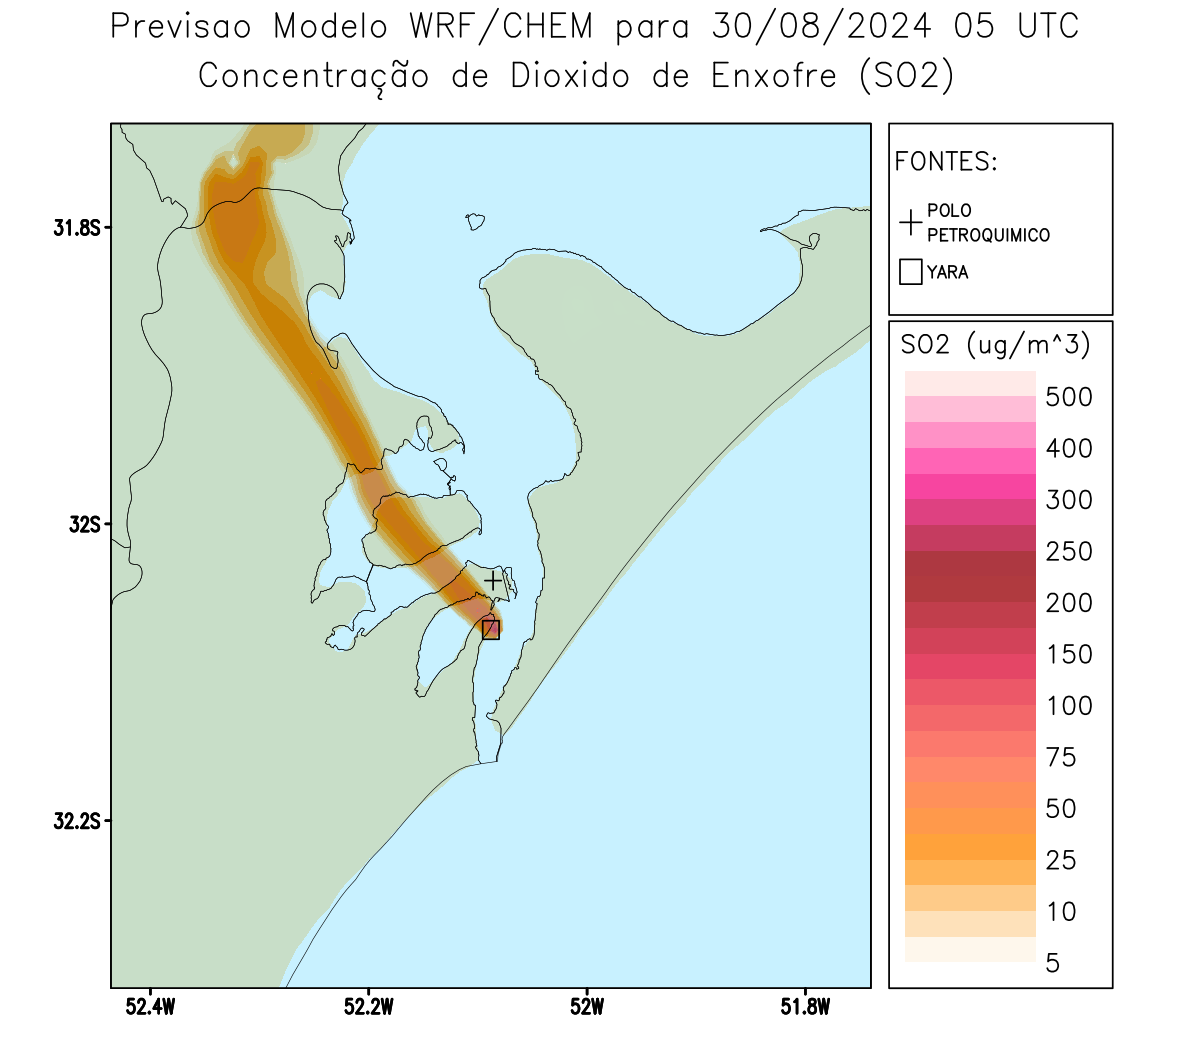 Previsao Modelo WRF/CHEM para 30/08/2024 05 UTC
Concentração de Dioxido de Enxofre (SO2)
FONTES:
POLO
PETROQUIMICO
YARA
SO2 (ug/m^3)
500
400
300
250
200
150
100
75
50
25
10
5
31.8S
32S
32.2S
52.4W
52.2W
52W
51.8W